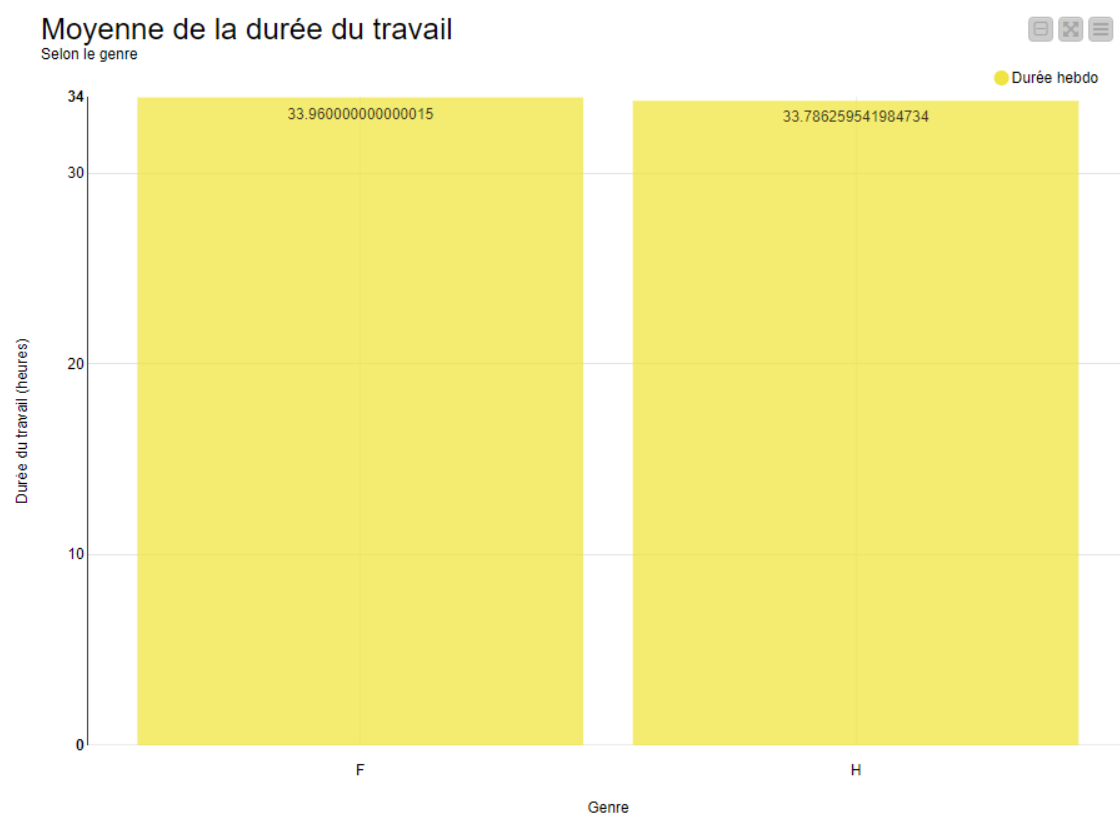 Moyenne de la durée du travail
Selon le genre
Durée hebdo
34
33.960000000000015
33.786259541984734
30
20
10
0
Durée du travail (heures)
F
H
Genre